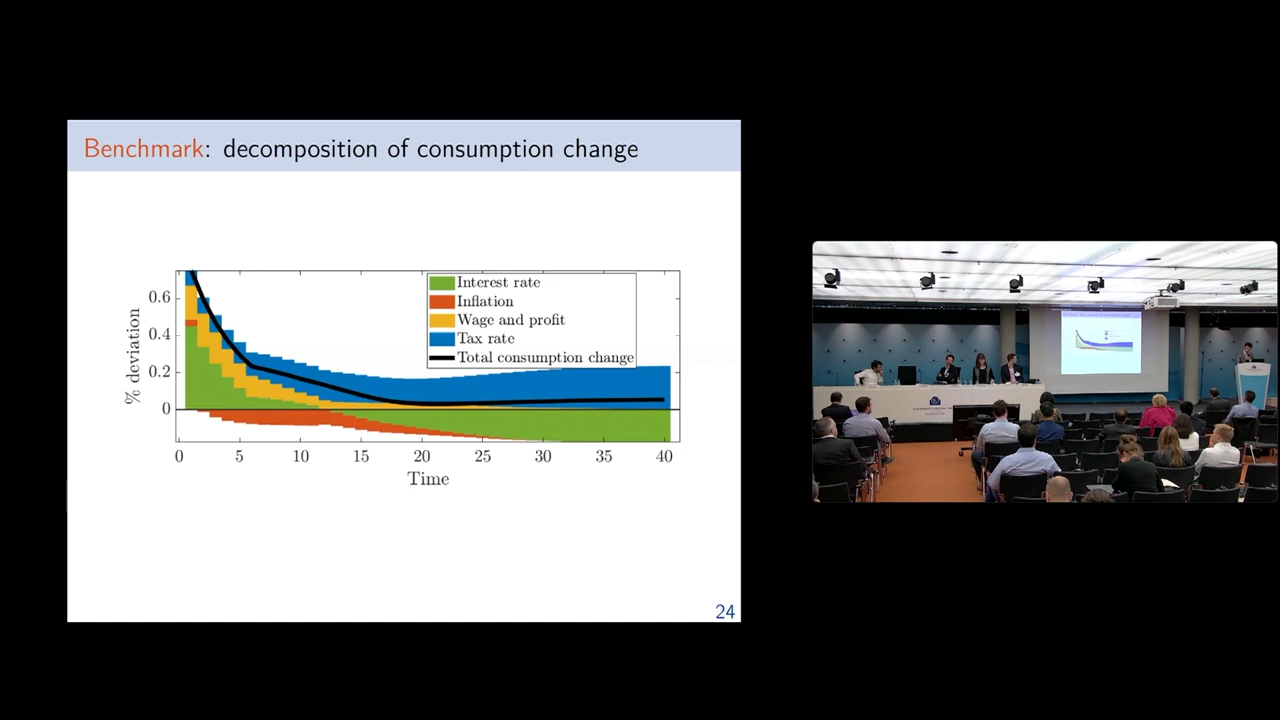 Benchmark: decomposition of consumption change
Interest rate
Inflation
Wage and profit
Tax rate
Total consumption change
% deviation
0.6
0.4
0.2
0
0 5 10 15 20 25 30 35 40
Time
24